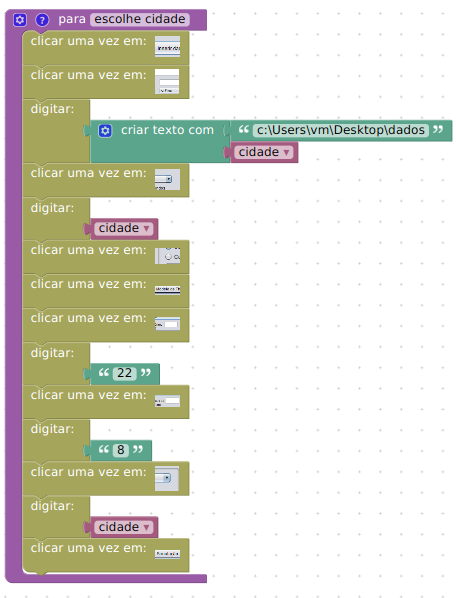 ? para escolhe cidade
clicar uma vez em:
clicar uma vez em:
digitar:
criar texto com “ c:\Users\vm\Desktop\dados ”
cidade
clicar uma vez em:
digitar:
cidade
clicar uma vez em:
clicar uma vez em:
clicar uma vez em:
digitar:
“ 22 ”
clicar uma vez em:
digitar:
“ 8 ”
clicar uma vez em:
digitar:
cidade
clicar uma vez em: